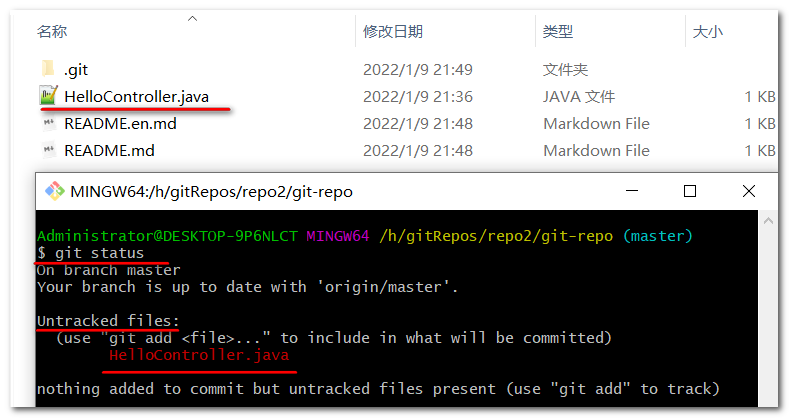 名称 修改日期 类型 大小
.git 2022/1/9 21:49 文件夹
HelloController.java 2022/1/9 21:36 JAVA 文件 1 KB
README.en.md 2022/1/9 21:48 Markdown File 1 KB
README.md 2022/1/9 21:48 Markdown File 1 KB
MINGW64:/h/gitRepos/repo2/git-repo
Administrator@DESKTOP-9P6NLCT MINGW64 /h/gitRepos/repo2/git-repo (master)
$ git status
On branch master
Your branch is up to date with 'origin/master'.
Untracked files:
(use "git add <file>..." to include in what will be committed)
HelloController.java
nothing added to commit but untracked files present (use "git add" to track)